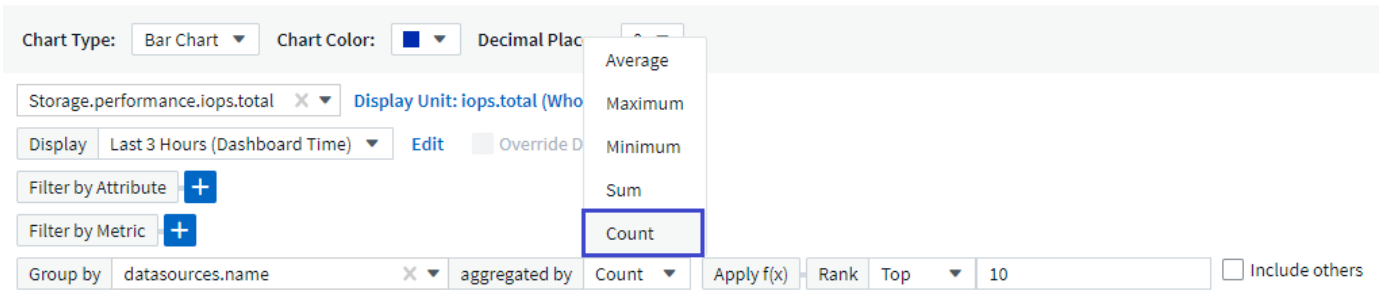 Chart Type: Bar Chart Chart Color: Decimal Plac
Average
Storage.performance.iops.total Display Unit: iops.total (Who
Maximum
Display Last 3 Hours (Dashboard Time) Edit Override D
Minimum
Filter by Attribute +
Sum
Filter by Metric +
Count
Group by datasources.name aggregated by Count Apply f(x) Rank Top 10 Include others